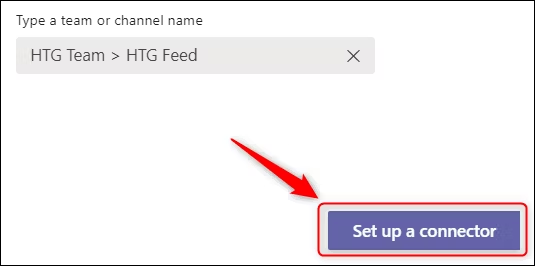 Type a team or channel name
HTG Team > HTG Feed
Set up a connector